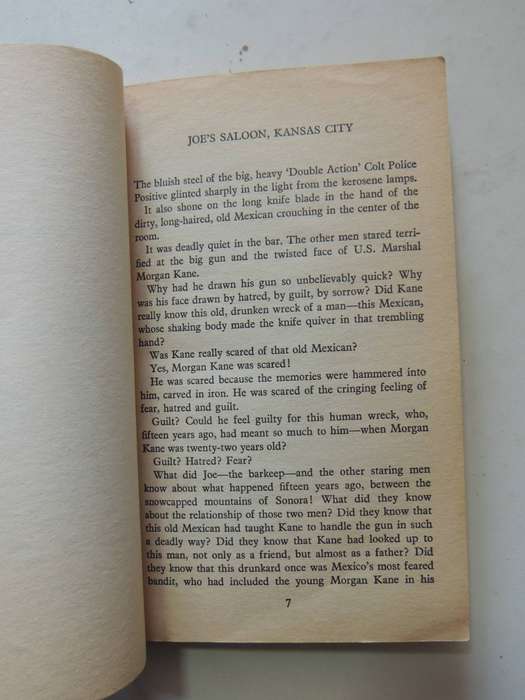 JOE'S SALOON, KANSAS CITY
The bluish steel of the big, heavy 'Double Action' Colt Police
Positive glinted sharply in the light from the kerosene lamps.
It also shone on the long knife blade in the hand of the
dirty, long-haired, old Mexican crouching in the center of the
room.
It was deadly quiet in the bar. The other men stared terri-
fied at the big gun and the twisted face of U.S. Marshal
Morgan Kane.
Why had he drawn his gun so unbelievably quick? Why
was his face drawn by hatred, by guilt, by sorrow? Did Kane
really know this old, drunken wreck of a man—this Mexican,
whose shaking body made the knife quiver in that trembling
hand?
Was Kane really scared of that old Mexican?
Yes, Morgan Kane was scared!
He was scared because the memories were hammered into
him, carved in iron. He was scared of the cringing feeling of
fear, hatred and guilt.
Guilt? Could he feel guilty for this human wreck, who,
fifteen years ago, had meant so much to him—when Morgan
Kane was twenty-two years old?
Guilt? Hatred? Fear?
What did Joe—the barkeep—and the other staring men
know about what happened fifteen years ago, between the
snowcapped mountains of Sonora! What did they know
about the relationship of those two men? Did they know that
this old Mexican had taught Kane to handle the gun in such
a deadly way? Did they know that Kane had looked up to
this man, not only as a friend, but almost as a father? Did
they know that this drunkard once was Mexico's most feared
bandit, who had included the young Morgan Kane in his
7